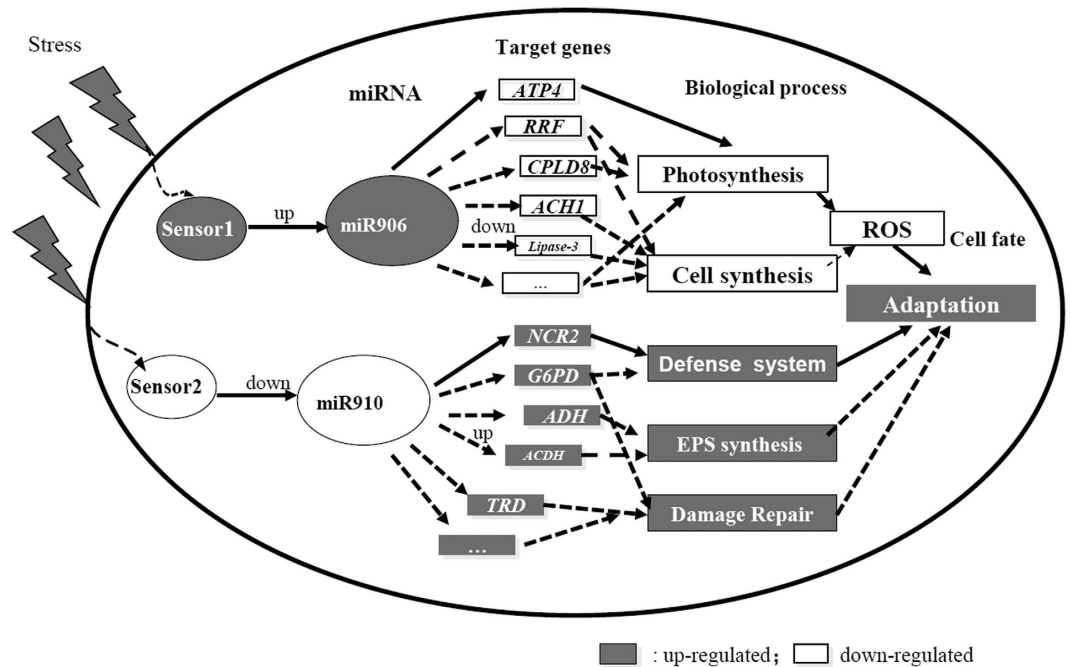 Stress
Target genes
miRNA
Biological process
ATP4
RRF
CPLD8
ACH1
Lipase-3
...
Sensor1
up
miR906
down
Photosynthesis
Cell synthesis
ROS
Cell fate
Adaptation
Sensor2
down
miR910
up
NCR2
G6PD
ADH
ACDH
TRD
...
Defense system
EPS synthesis
Damage Repair
: up-regulated;
down-regulated